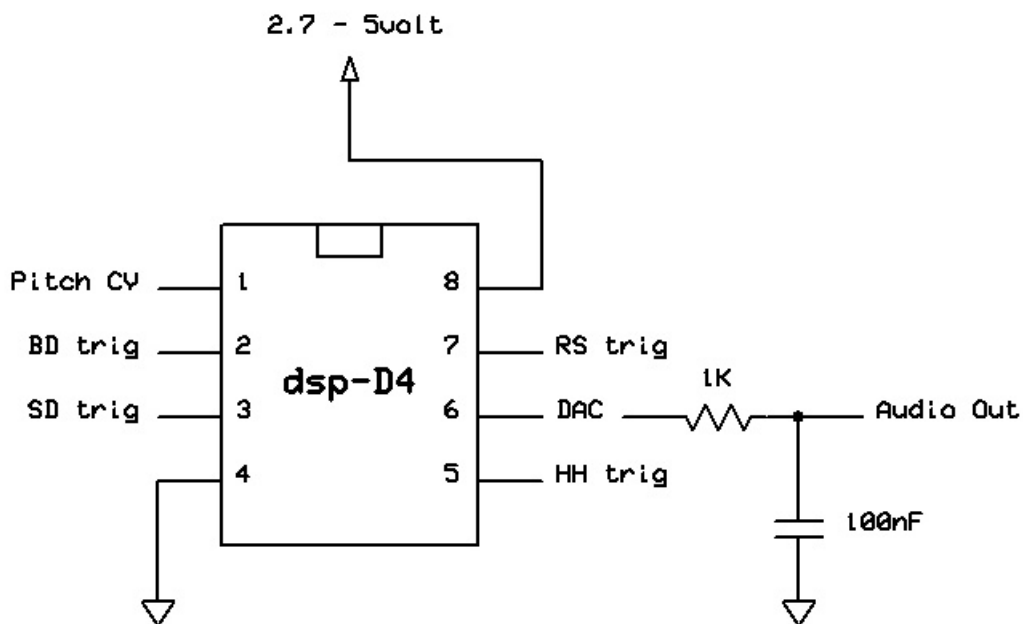 2.7 - 5volt
Pitch CV
1
8
BD trig
2
7
RS trig
dsp-D4
1K
SD trig
3
6
DAC
Audio Out
4
5
HH trig
100nF